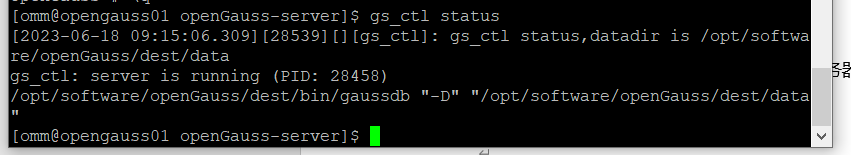 [omm@opengauss01 openGauss-server]$ gs_ctl status
[2023-06-18 09:15:06.309][28539][][gs_ctl]: gs_ctl status,datadir is /opt/softwa
re/openGauss/dest/data
gs_ctl: server is running (PID: 28458)
/opt/software/openGauss/dest/bin/gaussdb "-D" "/opt/software/openGauss/dest/data
"
[omm@opengauss01 openGauss-server]$